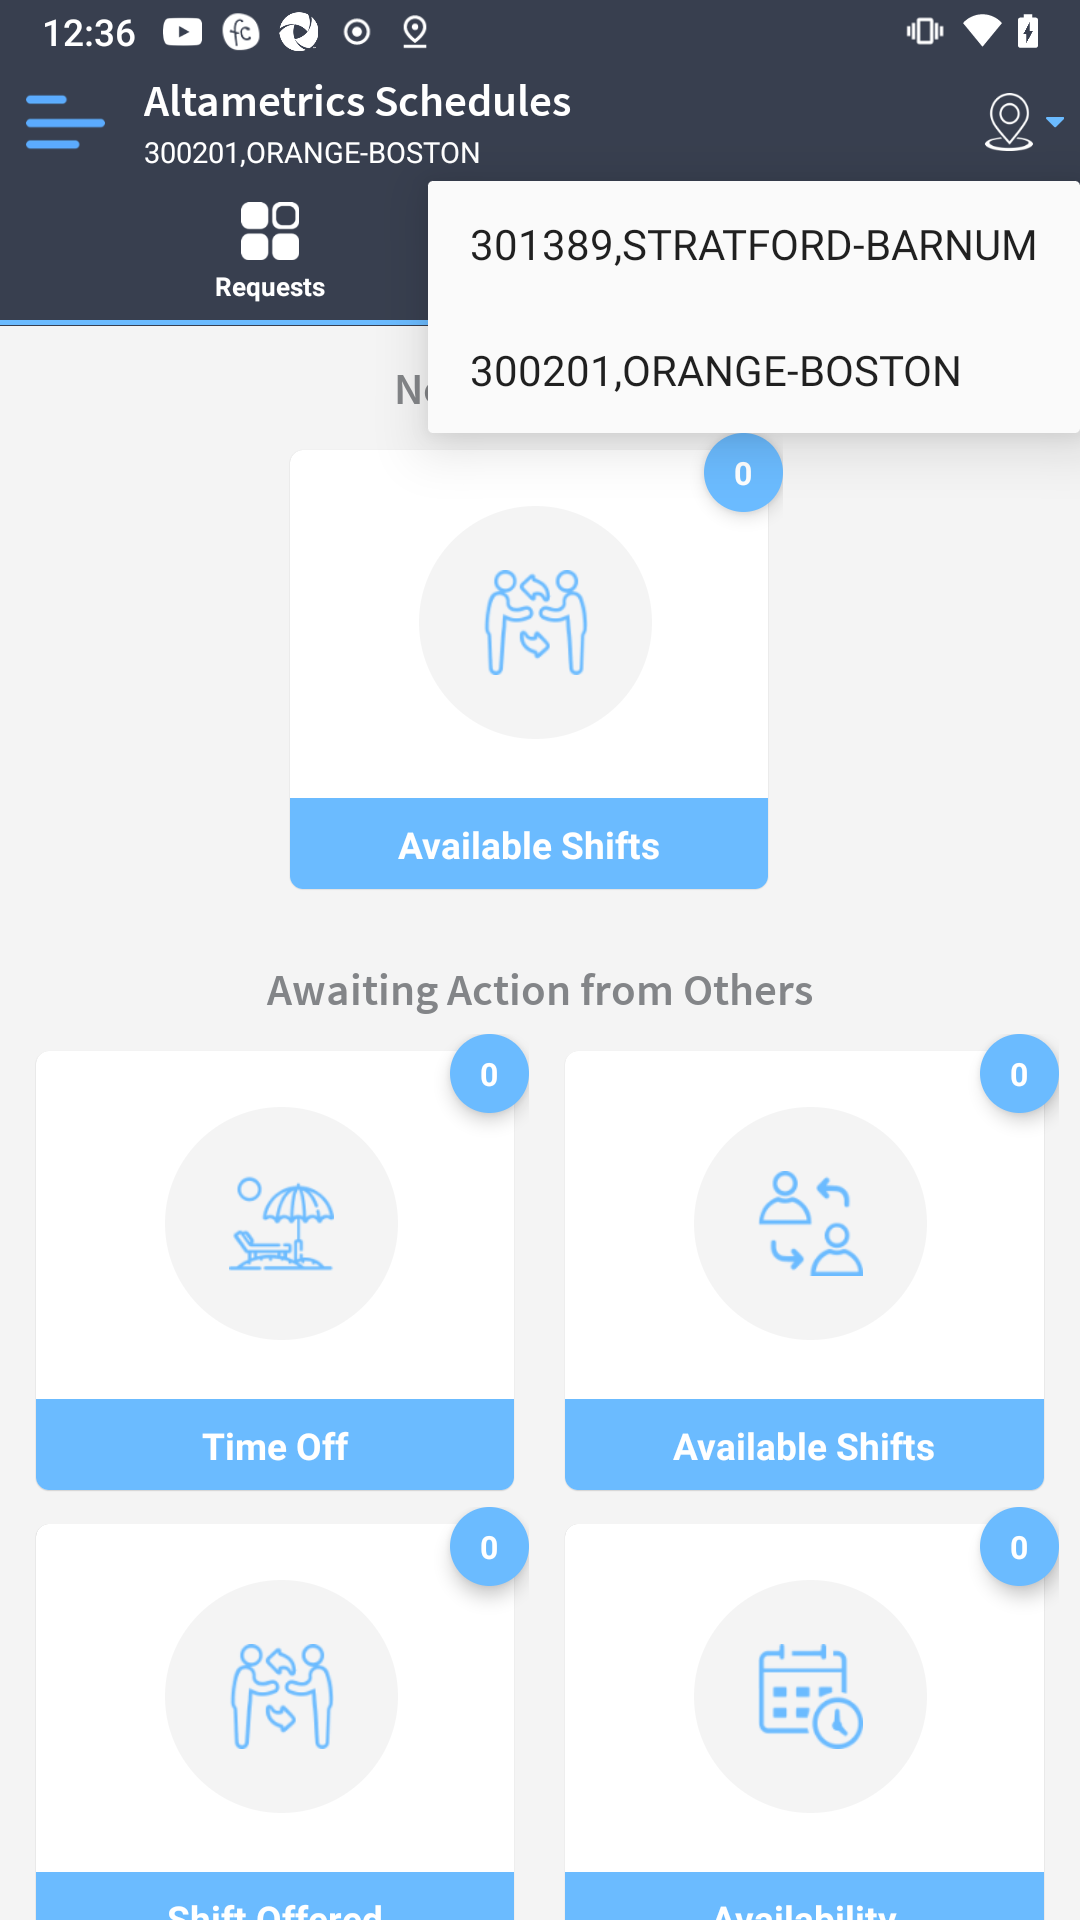 12:36
Altametrics Schedules
300201,ORANGE-BOSTON
Requests
301389,STRATFORD-BARNUM
300201,ORANGE-BOSTON
0
Available Shifts
Awaiting Action from Others
0
0
Time Off
Available Shifts
0
0
Shift Offered
Availability